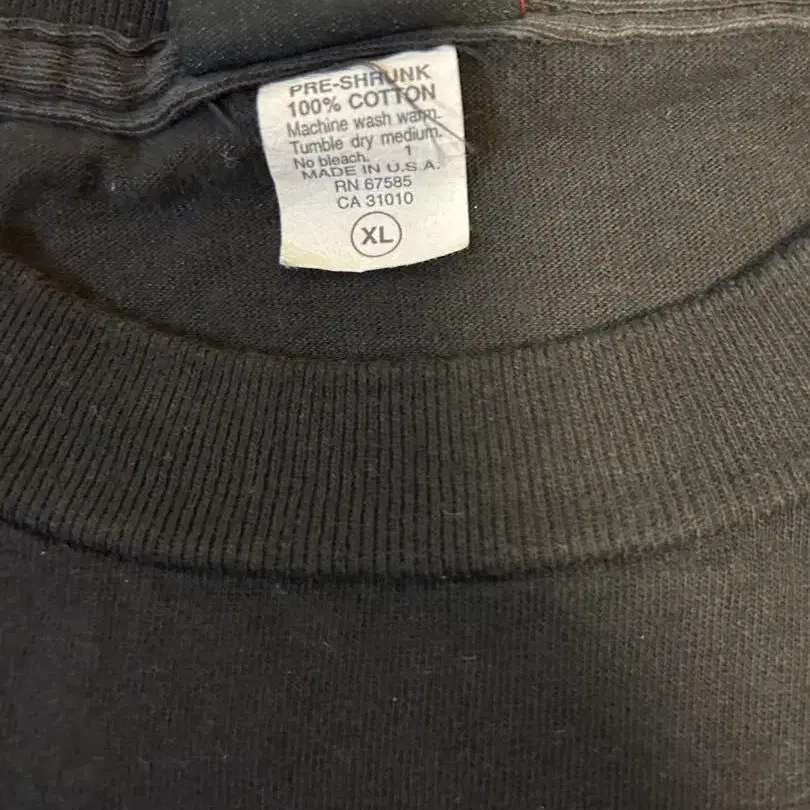 PRE-SHRUNK
100% COTTON
Machine wash warm.
Tumble dry medium.
No bleach. 1
MADE IN U.S.A.
RN 67585
CA 31010
XL